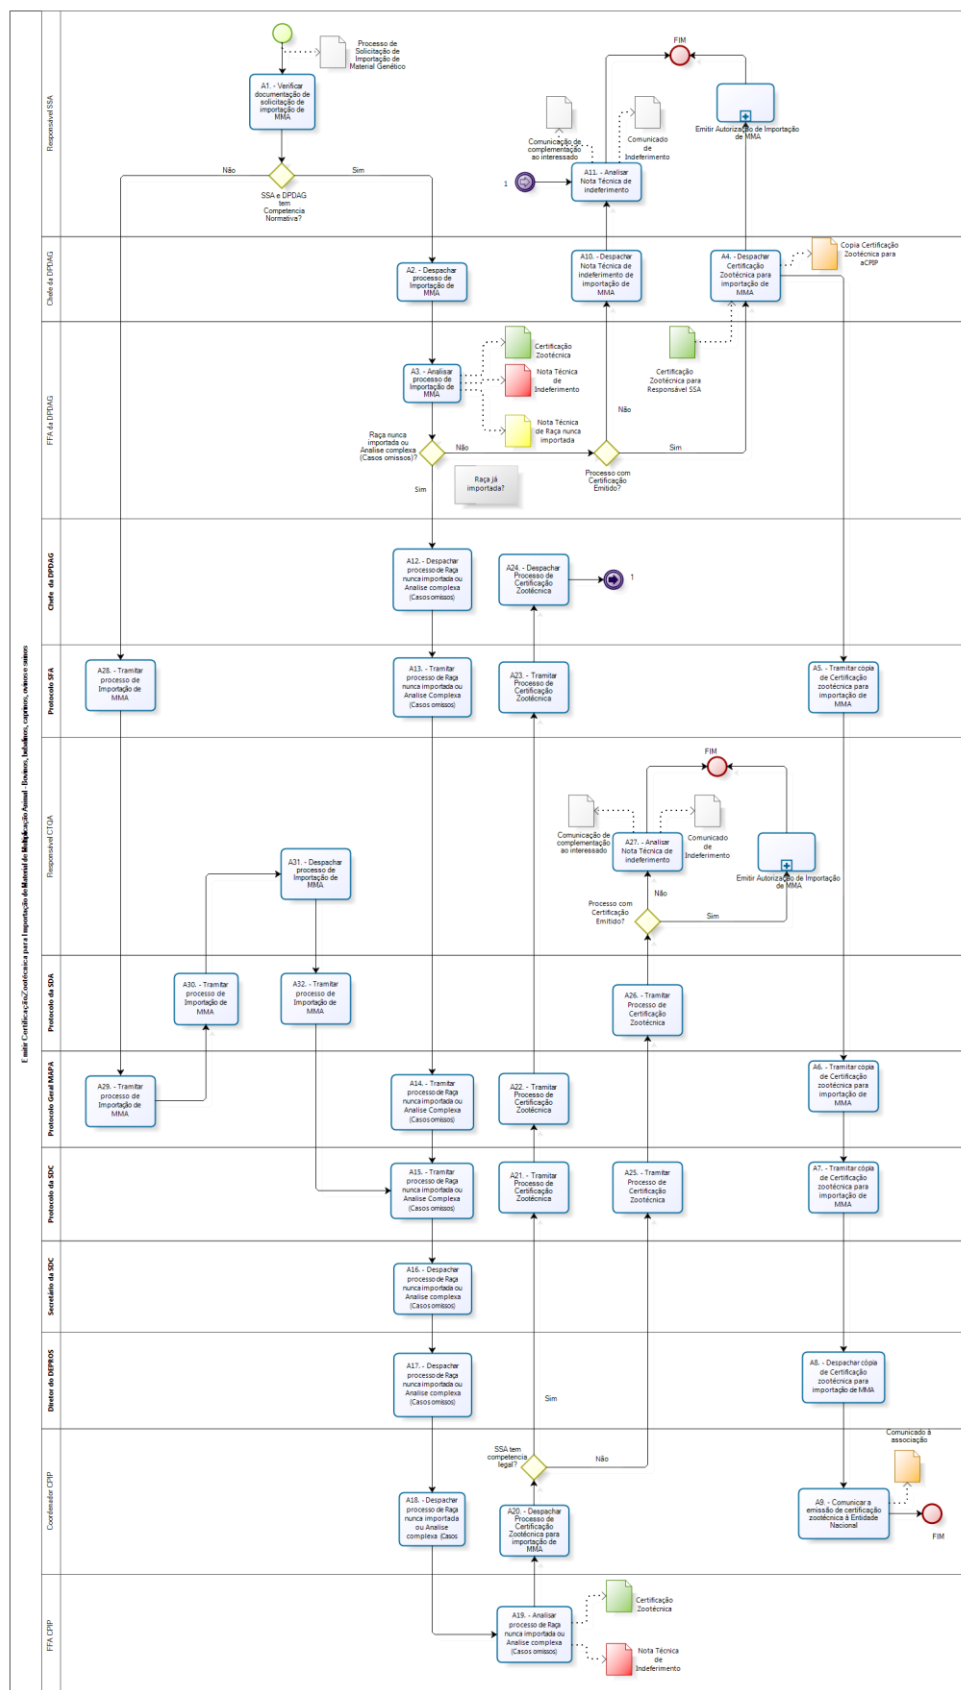 Emitir Certificação Zootécnica para Importação de Material de Multiplicação Animal - Bovinos, bubalinos, caprinos, ovinos e suínos
Responsável SSA
Processo de
Solicitação de
Importação de
Material Genético
A1. - Verificar
documentação de
solicitação de
importação de
MMA
Não
Sim
SSA e DPDAG
tem
Competencia
Normativa?
FIM
Comunicação de
complementação
ao interessado
Comunicado
de
Indeferimento
Emitir Autorização de Importação
de MMA
1
A11. - Analisar
Nota Técnica de
indeferimento
Chefe da DPDAG
A2. - Despachar
processo de
Importação de
MMA
A10. - Despachar
Nota Técnica de
indeferimento de
importação de
MMA
A4. - Despachar
Certificação
Zootécnica para
importação de
MMA
Copia Certificação
Zootécnica para
aCPIP
FFA da DPDAG
A3. - Analisar
processo de
Importação de
MMA
Certificação
Zootécnica
Nota Técnica
de
Indeferimento
Nota Técnica
de Raça nunca
importada
Certificação
Zootécnica para
Responsável SSA
Raça nunca
importada ou
Analise complexa
(Casos omissos)?
Não
Sim
Raça já
importada?
Não
Sim
Processo com
Certificado
Emitido?
Chefe da DPDAG
A12. - Despachar
processo de Raça
nunca importada ou
Analise complexa
(Casos omissos)
A24. - Despachar
Processo de
Certificação
Zootécnica
1
Protocolo SFA
A28. - Tramitar
processo de
Importação de
MMA
A13. - Tramitar
processo de Raça
nunca importada ou
Analise Complexa
(Casos omissos)
A23. - Tramitar
Processo de
Certificação
Zootécnica
A5. - Tramitar cópia
de Certificação
zootécnica para
importação de
MMA
Responsável CTQA
FIM
Comunicação de
complementação
ao interessado
A27. - Analisar
Nota Técnica de
indeferimento
Comunicado
de
Indeferimento
Emitir Autorização de Importação
de MMA
A31. - Despachar
processo de
Importação de
MMA
Não
Processo com
Certificação
Emitido?
Sim
Protocolo da SDA
A30. - Tramitar
processo de
Importação de
MMA
A32. - Tramitar
processo de
Importação de
MMA
A26. - Tramitar
Processo de
Certificação
Zootécnica
Protocolo Geral MAPA
A29. - Tramitar
processo de
Importação de
MMA
A14. - Tramitar
processo de Raça
nunca importada ou
Analise Complexa
(Casos omissos)
A22. - Tramitar
Processo de
Certificação
Zootécnica
A6. - Tramitar cópia
de Certificação
zootécnica para
importação de
MMA
Protocolo da SDC
A15. - Tramitar
processo de Raça
nunca importada ou
Analise Complexa
(Casos omissos)
A21. - Tramitar
Processo de
Certificação
Zootécnica
A25. - Tramitar
Processo de
Certificação
Zootécnica
A7. - Tramitar cópia
de Certificação
zootécnica para
importação de
MMA
Secretário da SDC
A16. - Despachar
processo de Raça
nunca importada ou
Analise complexa
(Casos omissos)
Diretor do DEPROS
A17. - Despachar
processo de Raça
nunca importada ou
Analise complexa
(Casos omissos)
A8. - Despachar cópia
de Certificação
zootécnica para
importação de MMA
Sim
Coordenador CPIP
SSA tem
competencia
legal?
Não
Comunicado à
associação
A18. - Despachar
processo de Raça
nunca importada
ou Analise
complexa (Casos
A20. - Despachar
Processo de
Certificação
Zootécnica para
importação de
MMA
A9. - Comunicar a
emissão de certificação
zootécnica à Entidade
Nacional
FIM
FFA CPIP
A19. - Analisar
processo de Raça
nunca importada ou
Analise complexa
(Casos omissos)
Certificação
Zootécnica
Nota Técnica
de
Indeferimento